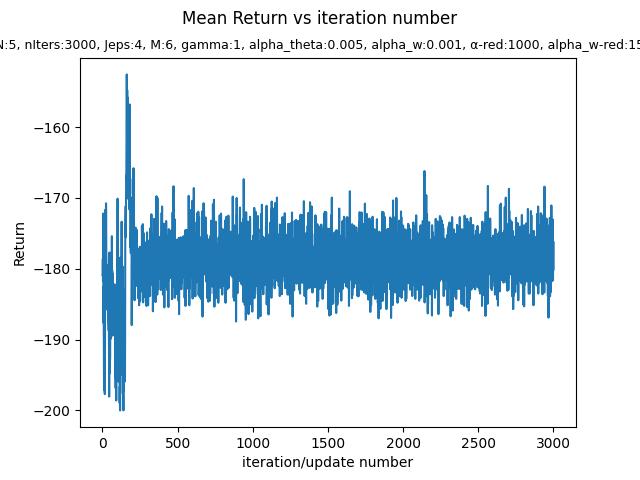 Mean Return vs iteration number
N:5, nIters:3000, Jeps:4, M:6, gamma:1, alpha_theta:0.005, alpha_w:0.001, α-red:1000, alpha_w-red:15
−160
−170
−180
−190
−200
Return
0 500 1000 1500 2000 2500 3000
iteration/update number